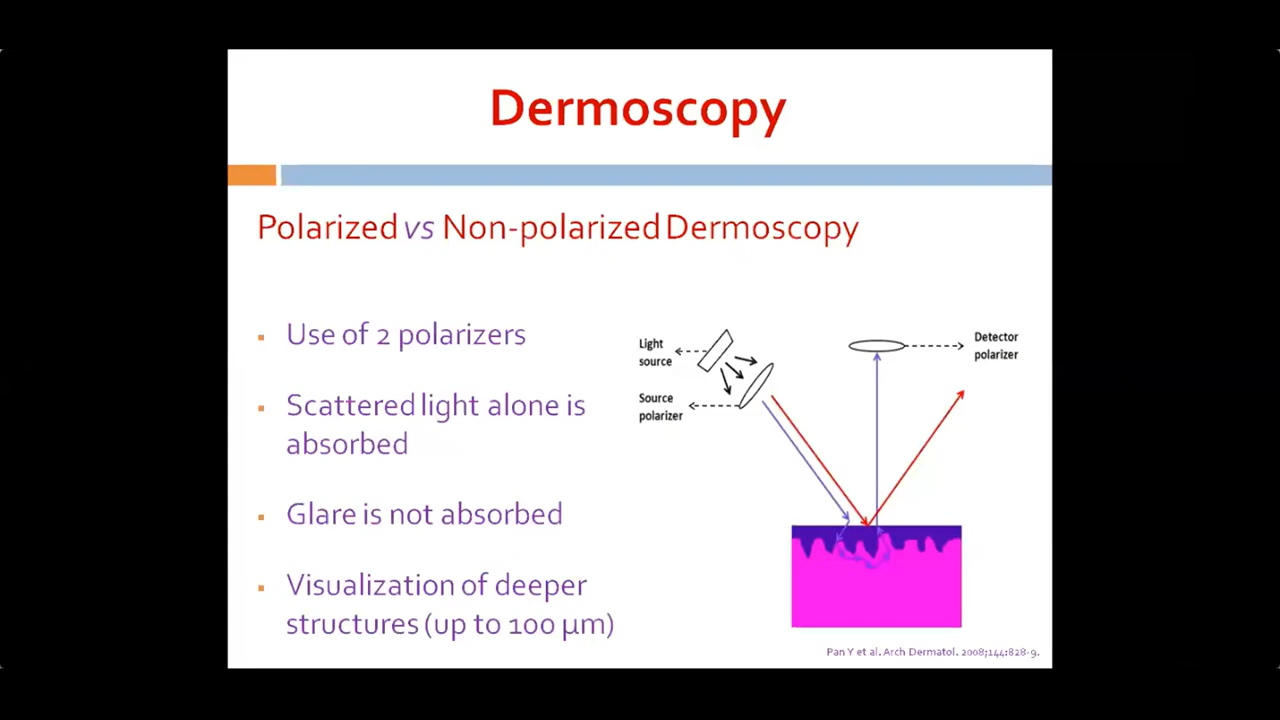 Dermoscopy
Polarized vs Non-polarized Dermoscopy
▪ Use of 2 polarizers
▪ Scattered light alone is
absorbed
▪ Glare is not absorbed
▪ Visualization of deeper
structures (up to 100 µm)
Light
source
Source
polarizer
Detector
polarizer
Pan Y et al. Arch Dermatol. 2008;144:828-9.